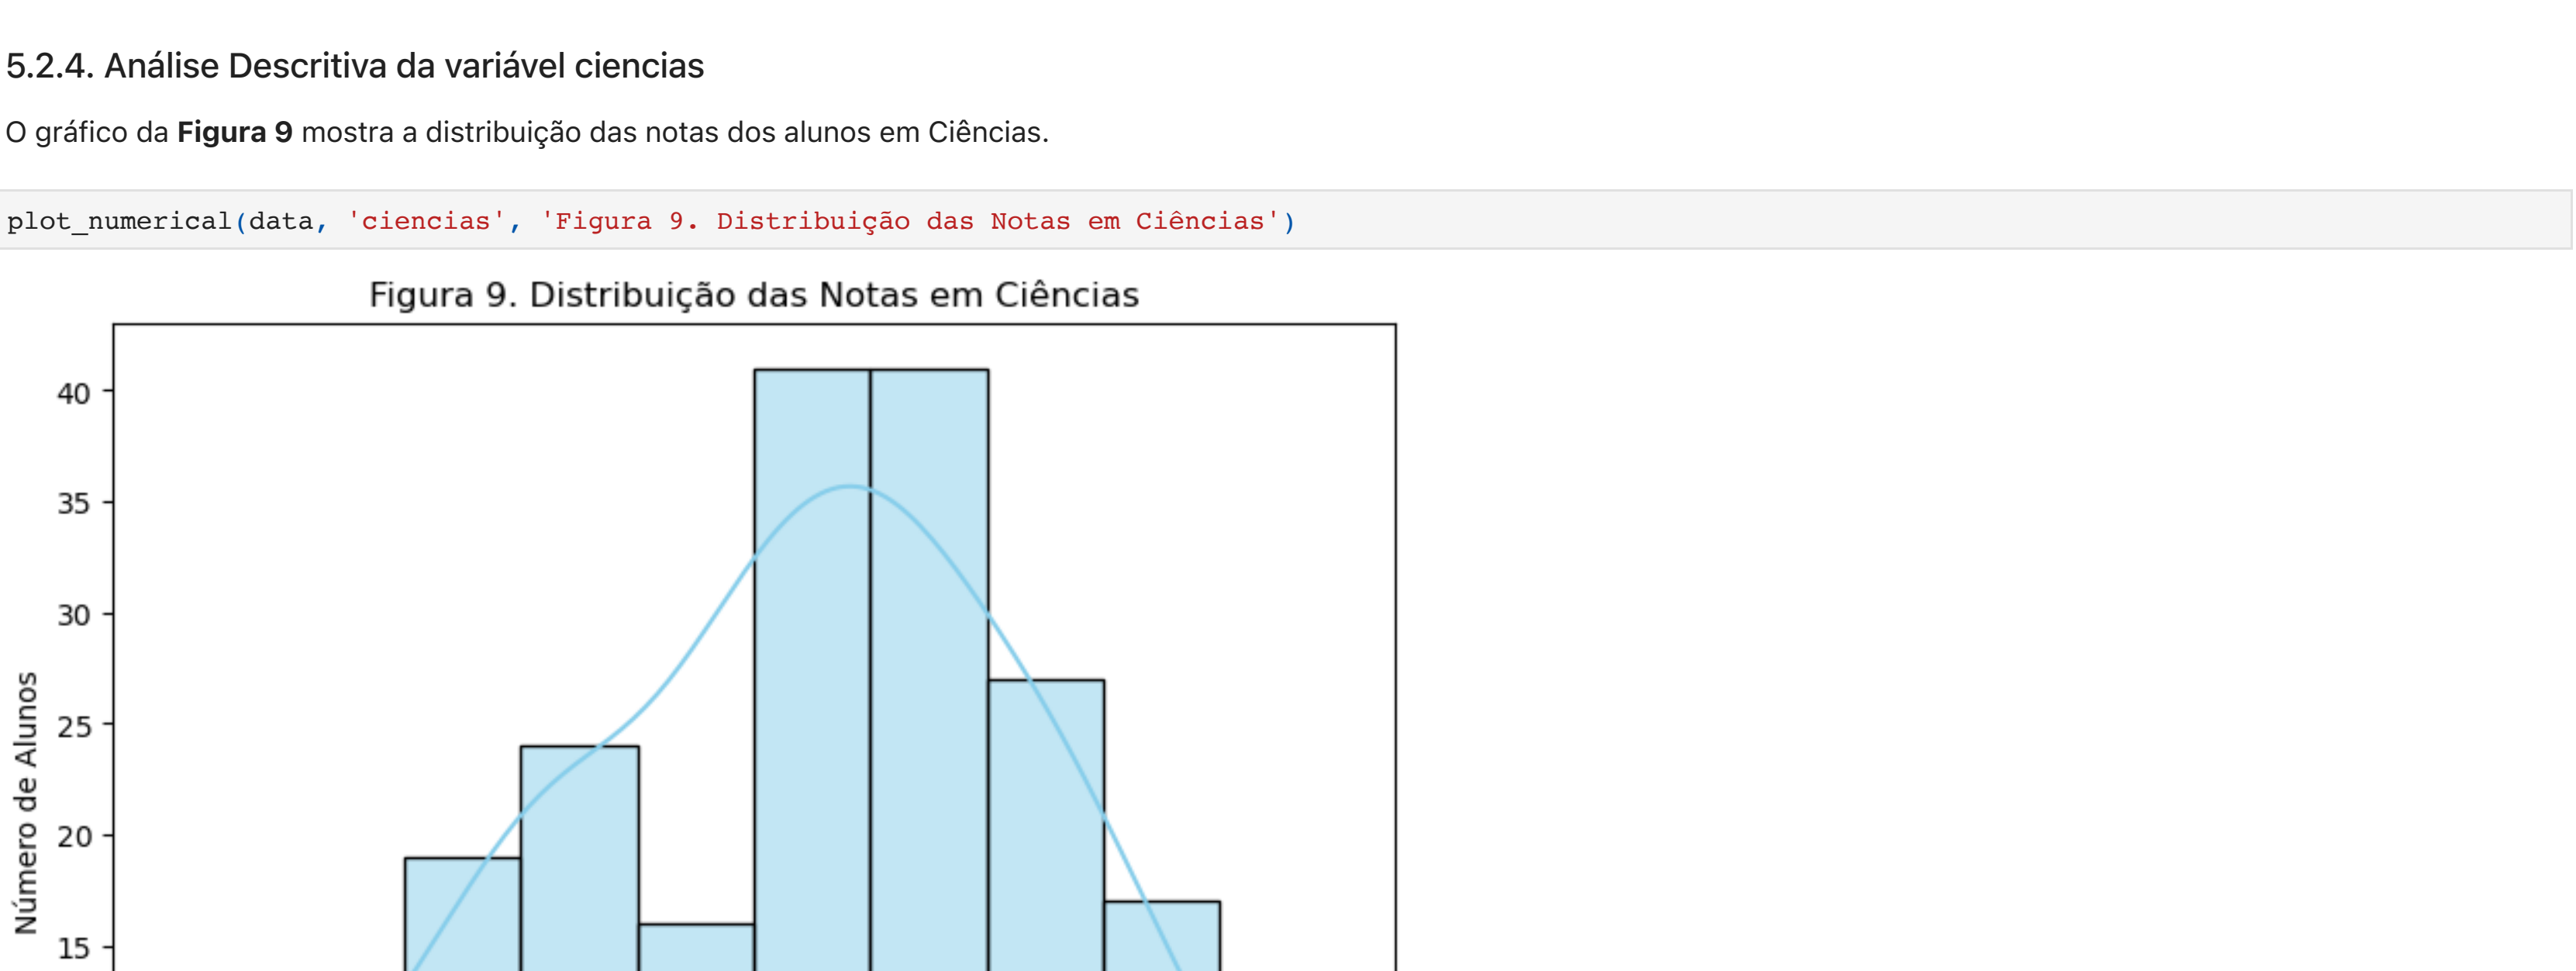 5.2.4. Análise Descritiva da variável ciencias
O gráfico da Figura 9 mostra a distribuição das notas dos alunos em Ciências.
plot_numerical(data, 'ciencias', 'Figura 9. Distribuição das Notas em Ciências')
Figura 9. Distribuição das Notas em Ciências
40
35
30
25
20
15
Número de Alunos